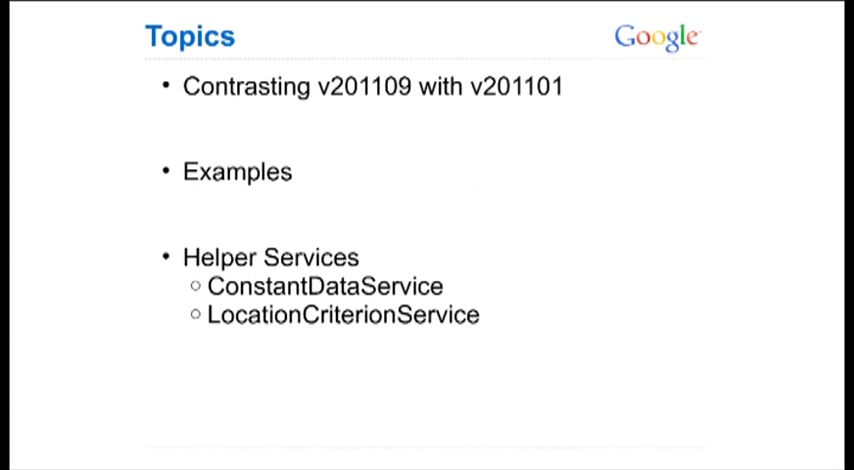 Topics
Google
• Contrasting v201109 with v201101
• Examples
• Helper Services
○ ConstantDataService
○ LocationCriterionService